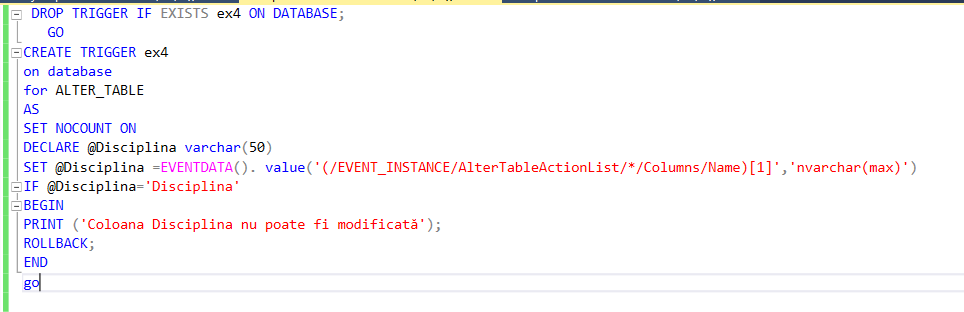 DROP TRIGGER IF EXISTS ex4 ON DATABASE;
GO
CREATE TRIGGER ex4
on database
for ALTER_TABLE
AS
SET NOCOUNT ON
DECLARE @Disciplina varchar(50)
SET @Disciplina =EVENTDATA(). value('(/EVENT_INSTANCE/AlterTableActionList/*/Columns/Name)[1]','nvarchar(max)')
IF @Disciplina='Disciplina'
BEGIN
PRINT ('Coloana Disciplina nu poate fi modificată');
ROLLBACK;
END
go